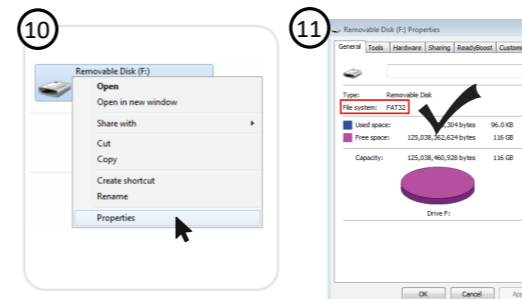 10
Removable Disk (F:)
Open
Open in new window
Share with
Cut
Copy
Create shortcut
Rename
Properties
11
Removable Disk (F:) Properties
General Tools Hardware Sharing ReadyBoost
Type: Removable Disk
File system: FAT32
Used space: bytes 96.0 KB
Free space: 125,038,362,624 bytes 116 GB
Capacity: 125,038,460,928 bytes 116 GB
Drive F:
OK Cancel